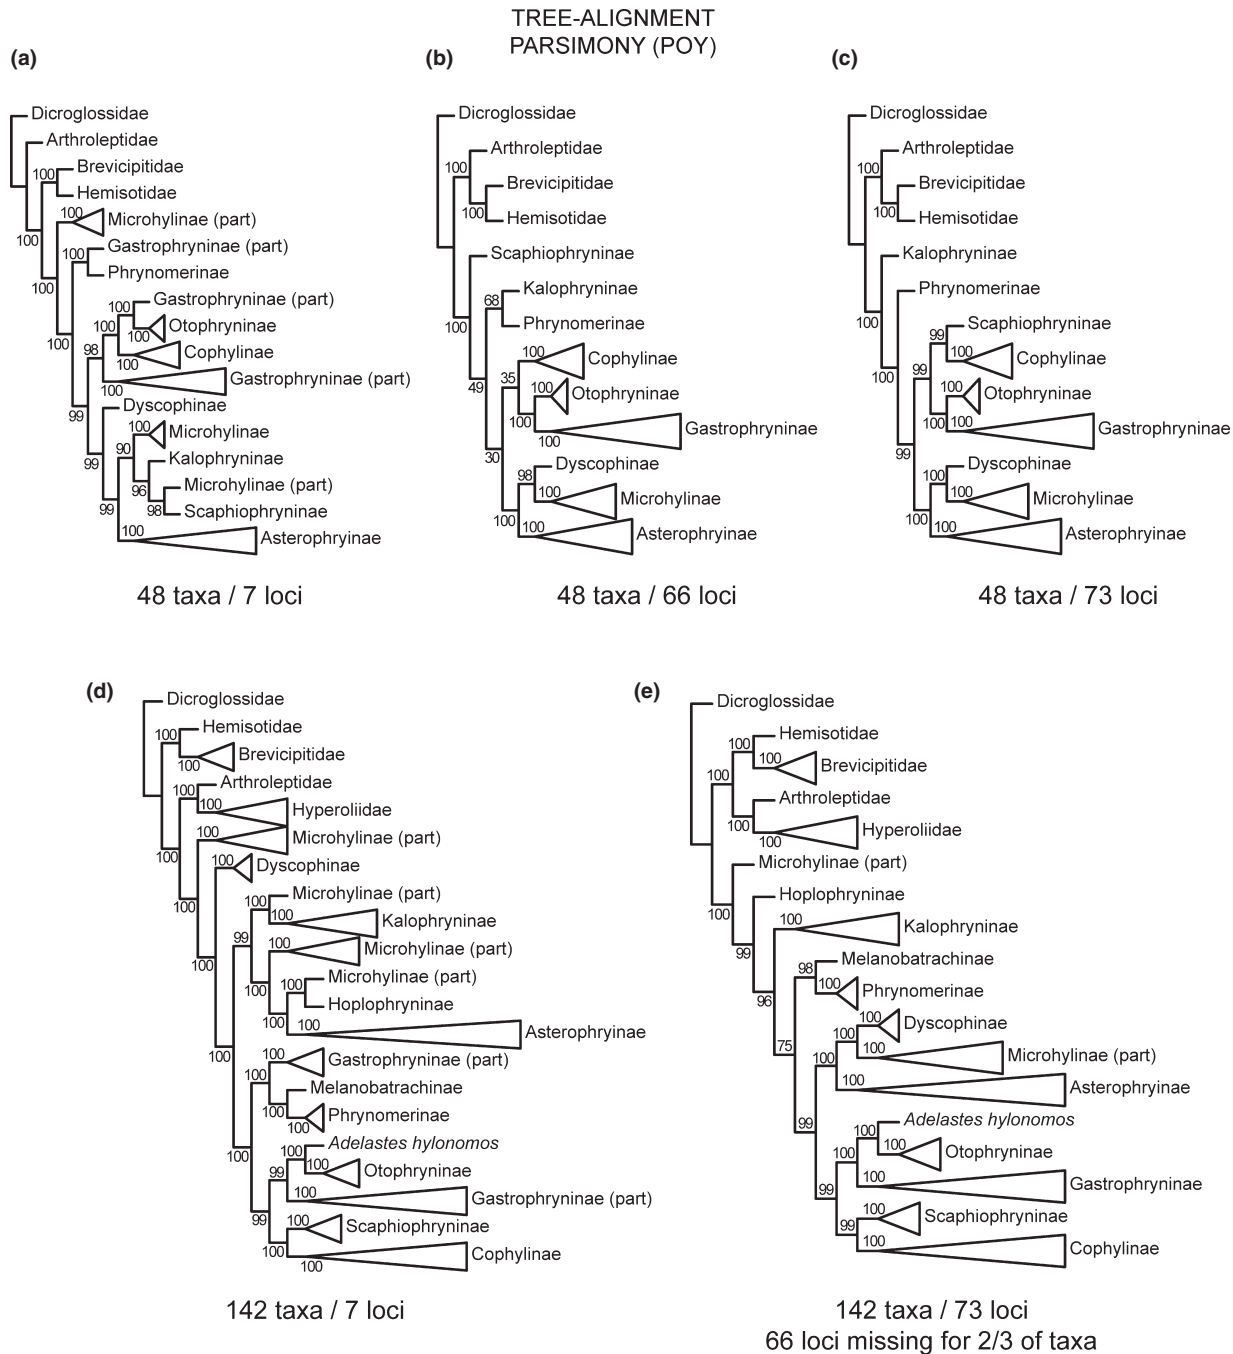 TREE-ALIGNMENT
PARSIMONY (POY)
(a)
Dicroglossidae
Arthroleptidae
Brevicipitidae
100
Hemisotidae
100
Microhylinae (part)
100
Gastrophryninae (part)
100
100
Phrynomerinae
Gastrophryninae (part)
100
Otophryninae
100
100
100
Cophylinae
98
100
Gastrophryninae (part)
100
99
Dyscophinae
Microhylinae
100
90
99
Kalophryninae
Microhylinae (part)
96
98
Scaphiophryninae
99
100
Asterophryinae
48 taxa / 7 loci
(b)
Dicroglossidae
Arthroleptidae
100
Brevicipitidae
100
Hemisotidae
Scaphiophryninae
Kalophryninae
68
100
Phrynomerinae
100
Cophylinae
35
49
100
Otophryninae
100
100
Gastrophryninae
30
Dyscophinae
98
100
Microhylinae
100
100
Asterophryinae
48 taxa / 66 loci
(c)
Dicroglossidae
Arthroleptidae
100
Brevicipitidae
100
Hemisotidae
Kalophryninae
Phrynomerinae
100
Scaphiophryninae
99
100
Cophylinae
99
100
100
Otophryninae
100
100
Gastrophryninae
99
Dyscophinae
100
100
Microhylinae
100
100
Asterophryinae
48 taxa / 73 loci
(d)
Dicroglossidae
Hemisotidae
100
Brevicipitidae
100
Arthroleptidae
100
100
Hyperoliidae
100
Microhylinae (part)
100
100
Dyscophinae
Microhylinae (part)
100
100
100
Kalophryninae
99
100
Microhylinae (part)
100
Microhylinae (part)
100
100
Hoplophryninae
100
100
Asterophryinae
100
Gastrophryninae (part)
100
100
Melanobatrachinae
100
100
Phrynomerinae
Adelastes hylonomos
100
100
100
Otophryninae
99
100
Gastrophryninae (part)
99
100
Scaphiophryninae
100
100
Cophylinae
142 taxa / 7 loci
(e)
Dicroglossidae
Hemisotidae
100
100
Brevicipitidae
100
Arthroleptidae
100
100
Hyperoliidae
Microhylinae (part)
Hoplophryninae
100
100
Kalophryninae
99
Melanobatrachinae
98
100
Phrynomerinae
96
100
Dyscophinae
100
75
100
100
Microhylinae (part)
100
Asterophryinae
99
Adelastes hylonomos
100
100
Otophryninae
100
100
Gastrophryninae
99
100
Scaphiophryninae
99
100
Cophylinae
142 taxa / 73 loci
66 loci missing for 2/3 of taxa